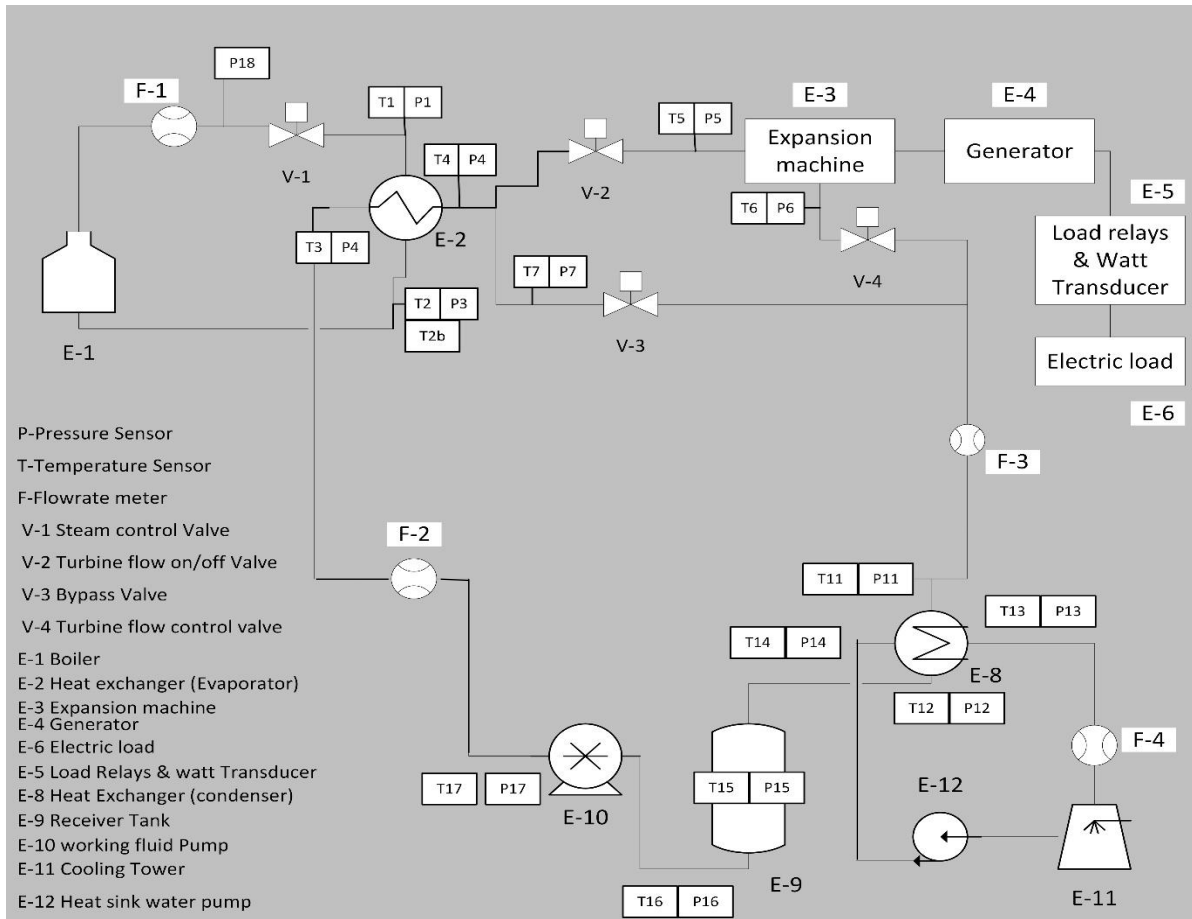 P18
F-1
T1 P1
V-1
T4 P4
V-2
T5 P5
E-3
Expansion
machine
E-4
Generator
T6 P6
V-4
E-5
Load relays
& Watt
Transducer
Electric load
E-6
T3 P4
E-2
T7 P7
V-3
T2 P3
T2b
E-1
F-3
P-Pressure Sensor
T-Temperature Sensor
F-Flowrate meter
V-1 Steam control Valve
V-2 Turbine flow on/off Valve
V-3 Bypass Valve
V-4 Turbine flow control valve
E-1 Boiler
E-2 Heat exchanger (Evaporator)
E-3 Expansion machine
E-4 Generator
E-6 Electric load
E-5 Load Relays & watt Transducer
E-8 Heat Exchanger (condenser)
E-9 Receiver Tank
E-10 working fluid Pump
E-11 Cooling Tower
E-12 Heat sink water pump
F-2
T11 P11
T13 P13
T14 P14
E-8
T12 P12
F-4
T17 P17
E-10
T15 P15
E-12
T16 P16
E-9
E-11